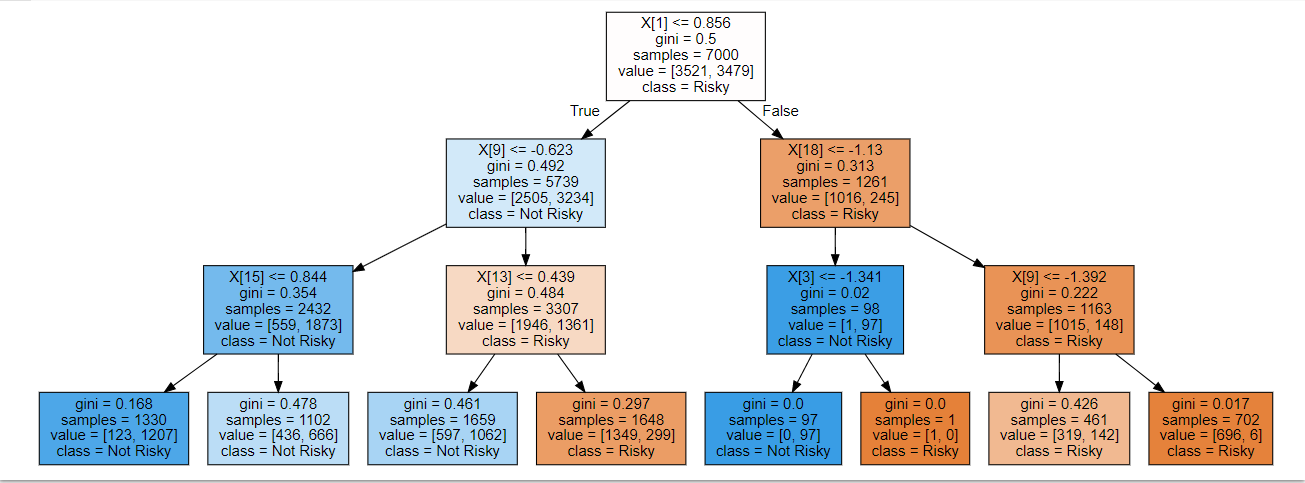 X[1] <= 0.856
gini = 0.5
samples = 7000
value = [3521, 3479]
class = Risky
True
False
X[9] <= -0.623
gini = 0.492
samples = 5739
value = [2505, 3234]
class = Not Risky
X[18] <= -1.13
gini = 0.313
samples = 1261
value = [1016, 245]
class = Risky
X[15] <= 0.844
gini = 0.354
samples = 2432
value = [559, 1873]
class = Not Risky
X[13] <= 0.439
gini = 0.484
samples = 3307
value = [1946, 1361]
class = Risky
X[3] <= -1.341
gini = 0.02
samples = 98
value = [1, 97]
class = Not Risky
X[9] <= -1.392
gini = 0.222
samples = 1163
value = [1015, 148]
class = Risky
gini = 0.168
samples = 1330
value = [123, 1207]
class = Not Risky
gini = 0.478
samples = 1102
value = [436, 666]
class = Not Risky
gini = 0.461
samples = 1659
value = [597, 1062]
class = Not Risky
gini = 0.297
samples = 1648
value = [1349, 299]
class = Risky
gini = 0.0
samples = 97
value = [0, 97]
class = Not Risky
gini = 0.0
samples = 1
value = [1, 0]
class = Risky
gini = 0.426
samples = 461
value = [319, 142]
class = Risky
gini = 0.017
samples = 702
value = [696, 6]
class = Risky